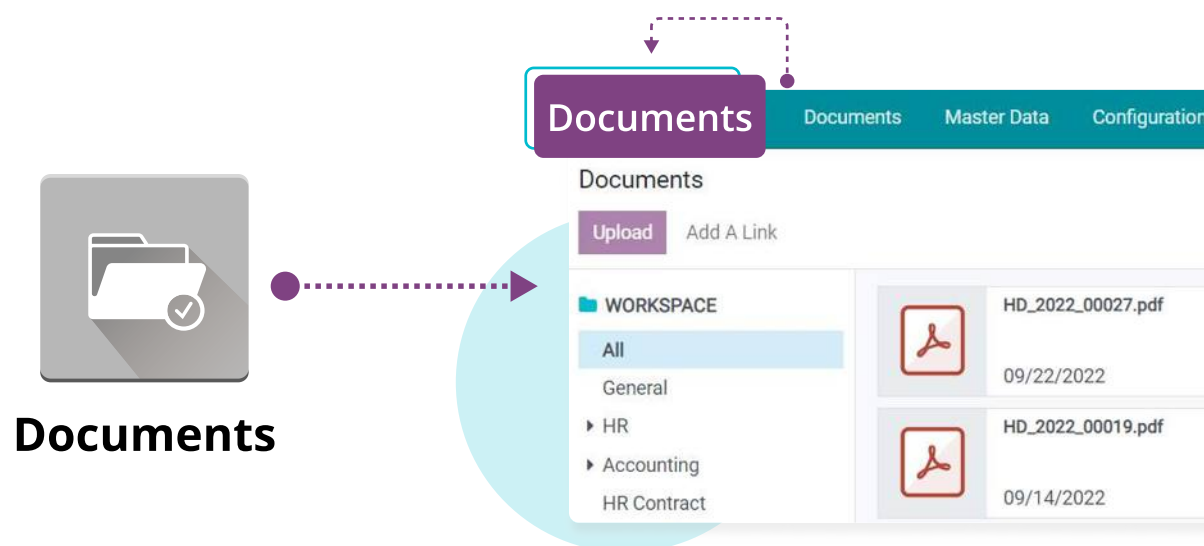 Documents
Documents Documents Master Data Configuration
Documents
Upload Add A Link
WORKSPACE
All
General
HR
Accounting
HR Contract
HD_2022_00027.pdf
09/22/2022
HD_2022_00019.pdf
09/14/2022